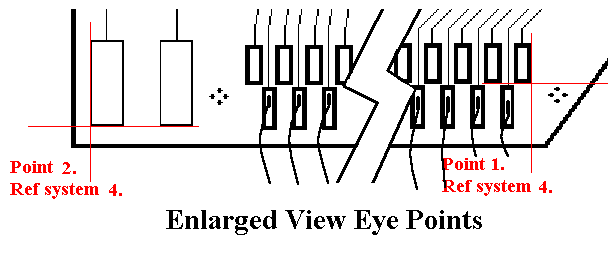 Point 2.
Ref system 4.
Point 1.
Ref system 4.
Enlarged View Eye Points